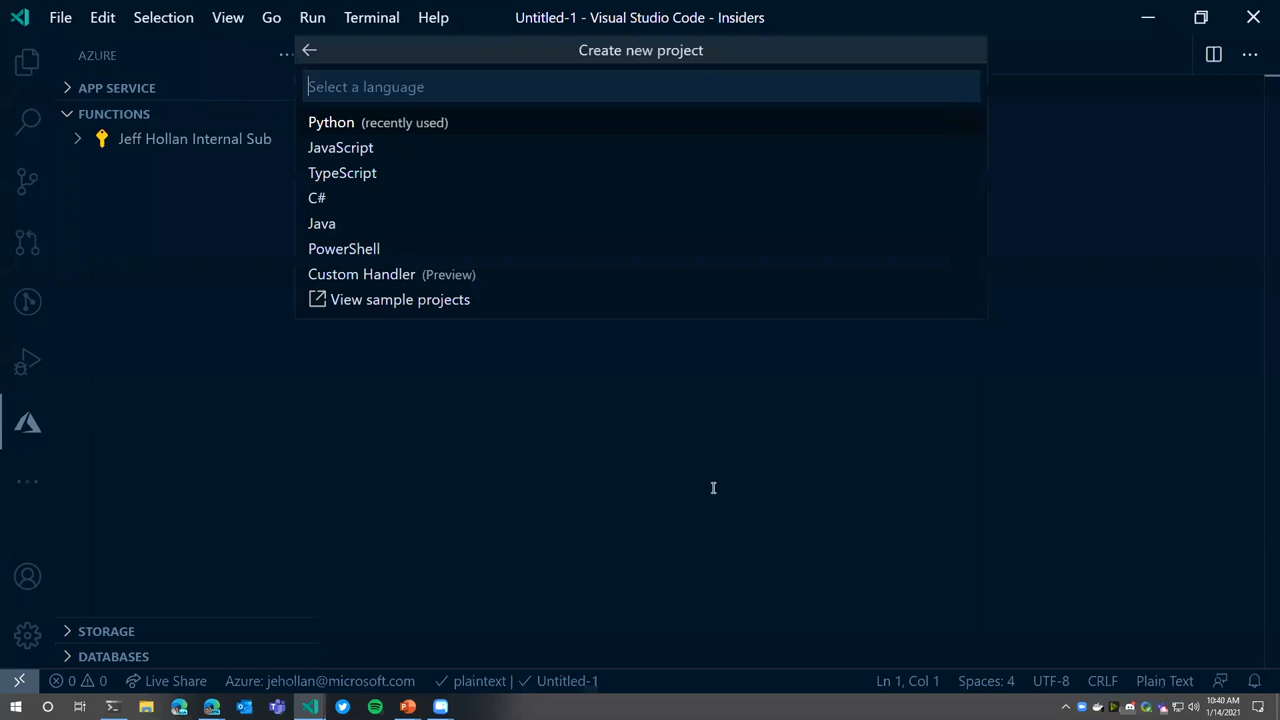 File Edit Selection View Go Run Terminal Help Untitled-1 - Visual Studio Code - Insiders
AZURE
Create new project
Select a language
APP SERVICE
FUNCTIONS
Jeff Hollan Internal Sub
Python (recently used)
JavaScript
TypeScript
C#
Java
PowerShell
Custom Handler (Preview)
View sample projects
STORAGE
DATABASES
0 0 Live Share Azure: jehollan@microsoft.com plaintext | Untitled-1 Ln 1, Col 1 Spaces: 4 UTF-8 CRLF Plain Text
10:40 AM
1/14/2021